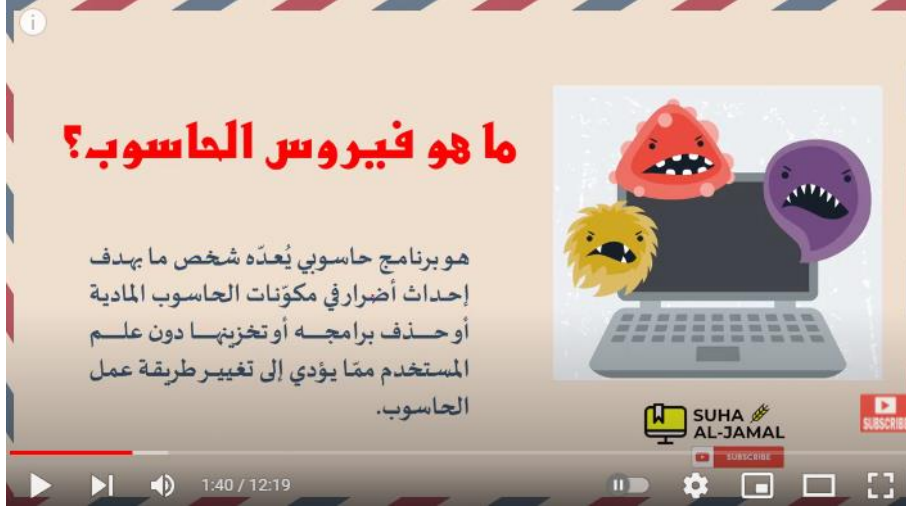 ما هو فيروس الحاسوب؟
هو برنامج حاسوبي يُعدّه شخص ما بهدف
إحداث أضرار في مكوّنات الحاسوب المادية
أو حذف برامجه أو تخزينها دون علم
المستخدم ممّا يؤدي إلى تغيير طريقة عمل
الحاسوب.
SUHA
AL-JAMAL
SUBSCRIBE
SUBSCRIBE
1:40 / 12:19